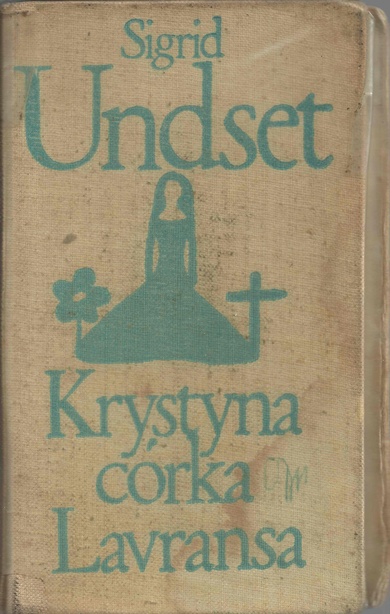 Sigrid
Undset
Krystyna
córka
Lavransa